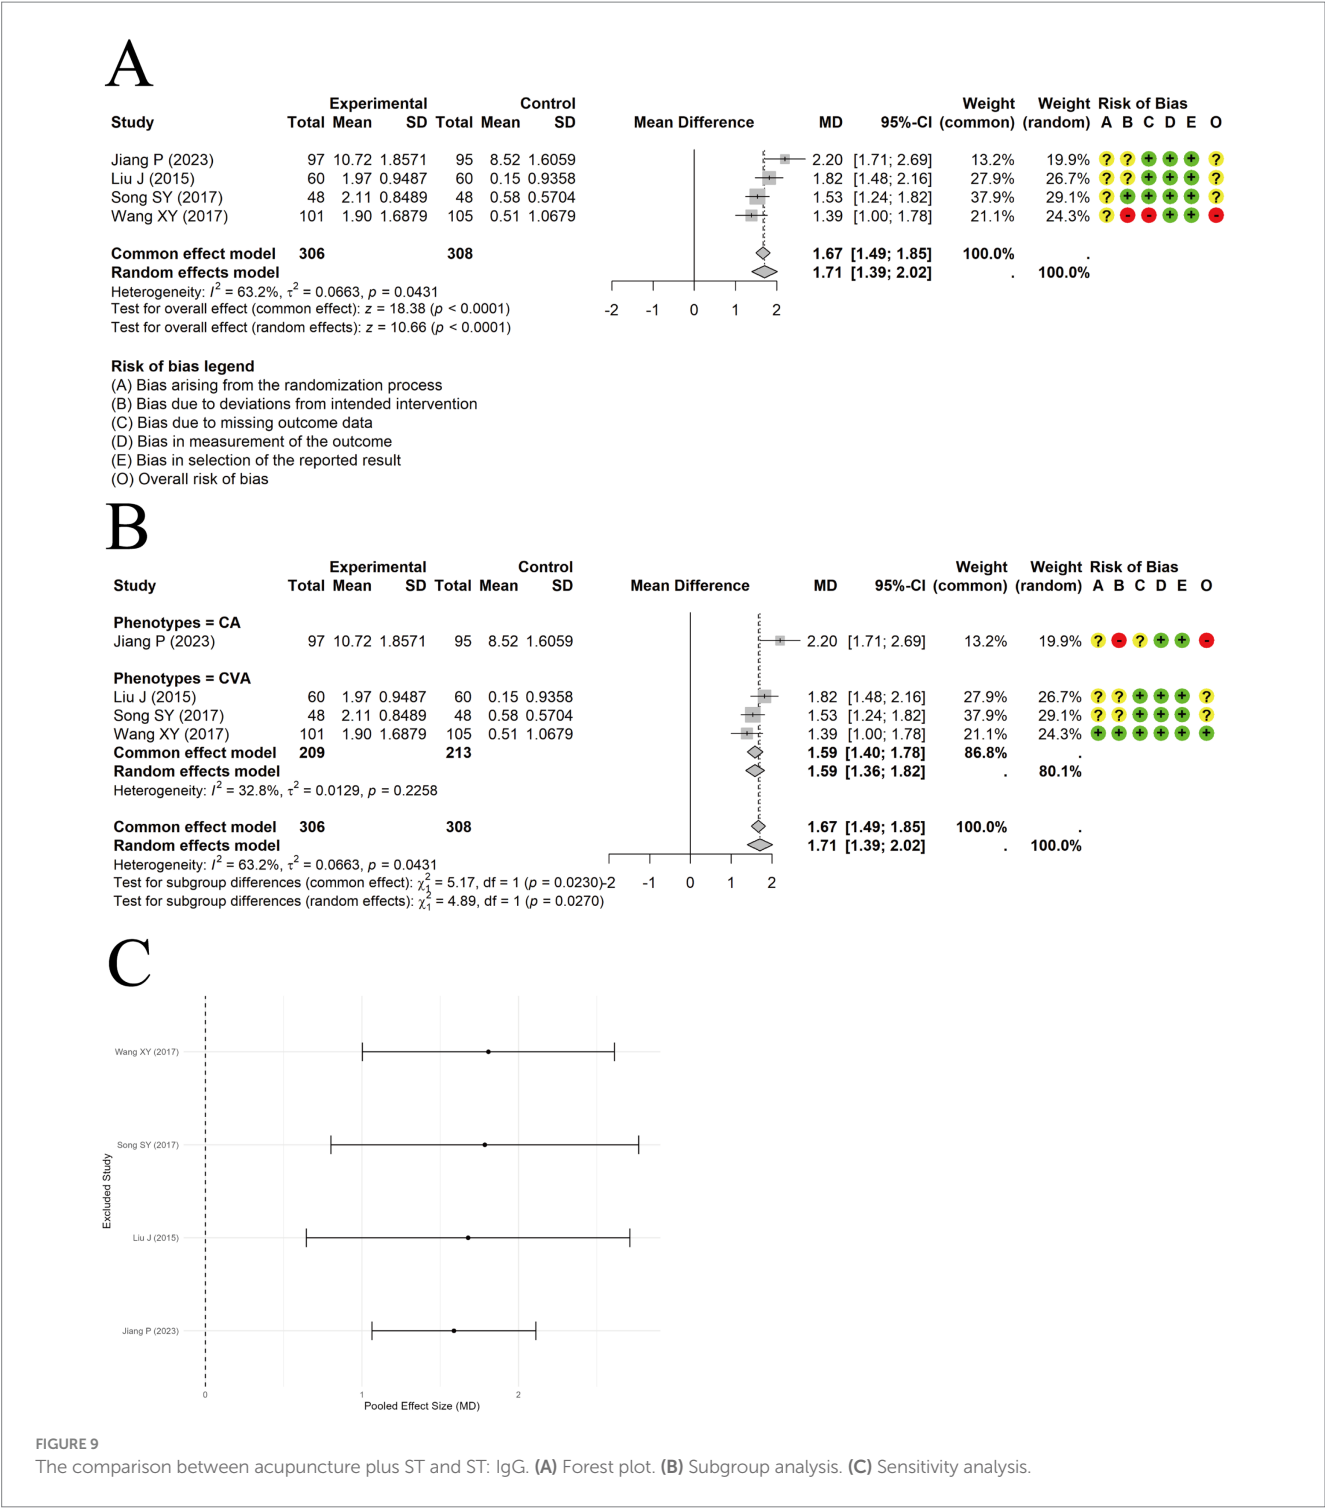 A
Experimental Control Weight Weight Risk of Bias
Study Total Mean SD Total Mean SD Mean Difference MD 95%-CI (common) (random) A B C D E O
Jiang P (2023) 97 10.72 1.8571 95 8.52 1.6059 2.20 [1.71; 2.69] 13.2% 19.9% ? ? + + + ?
Liu J (2015) 60 1.97 0.9487 60 0.15 0.9358 1.82 [1.48; 2.16] 27.9% 26.7% ? ? + + + ?
Song SY (2017) 48 2.11 0.8489 48 0.58 0.5704 1.53 [1.24; 1.82] 37.9% 29.1% ? + + + + ?
Wang XY (2017) 101 1.90 1.6879 105 0.51 1.0679 1.39 [1.00; 1.78] 21.1% 24.3% ? - - + + -
Common effect model 306 308 1.67 [1.49; 1.85] 100.0% .
Random effects model 1.71 [1.39; 2.02] . 100.0%
Heterogeneity: I² = 63.2%, τ² = 0.0663, p = 0.0431
Test for overall effect (common effect): z = 18.38 (p < 0.0001)
Test for overall effect (random effects): z = 10.66 (p < 0.0001)
-2 -1 0 1 2
Risk of bias legend
(A) Bias arising from the randomization process
(B) Bias due to deviations from intended intervention
(C) Bias due to missing outcome data
(D) Bias in measurement of the outcome
(E) Bias in selection of the reported result
(O) Overall risk of bias
B
Experimental Control Weight Weight Risk of Bias
Study Total Mean SD Total Mean SD Mean Difference MD 95%-CI (common) (random) A B C D E O
Phenotypes = CA
Jiang P (2023) 97 10.72 1.8571 95 8.52 1.6059 2.20 [1.71; 2.69] 13.2% 19.9% ? - ? + + -
Phenotypes = CVA
Liu J (2015) 60 1.97 0.9487 60 0.15 0.9358 1.82 [1.48; 2.16] 27.9% 26.7% ? ? + + + ?
Song SY (2017) 48 2.11 0.8489 48 0.58 0.5704 1.53 [1.24; 1.82] 37.9% 29.1% ? ? + + + ?
Wang XY (2017) 101 1.90 1.6879 105 0.51 1.0679 1.39 [1.00; 1.78] 21.1% 24.3% + + + + + +
Common effect model 209 213 1.59 [1.40; 1.78] 86.8% .
Random effects model 1.59 [1.36; 1.82] . 80.1%
Heterogeneity: I² = 32.8%, τ² = 0.0129, p = 0.2258
Common effect model 306 308 1.67 [1.49; 1.85] 100.0% .
Random effects model 1.71 [1.39; 2.02] . 100.0%
Heterogeneity: I² = 63.2%, τ² = 0.0663, p = 0.0431
Test for subgroup differences (common effect): χ₁² = 5.17, df = 1 (p = 0.0230) -2 -1 0 1 2
Test for subgroup differences (random effects): χ₁² = 4.89, df = 1 (p = 0.0270)
C
Excluded Study
Wang XY (2017)
Song SY (2017)
Liu J (2015)
Jiang P (2023)
0 1 2
Pooled Effect Size (MD)
FIGURE 9
The comparison between acupuncture plus ST and ST: IgG. (A) Forest plot. (B) Subgroup analysis. (C) Sensitivity analysis.